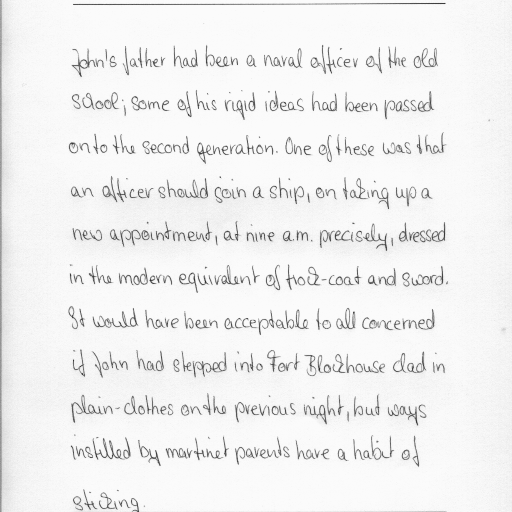 John's father had been a naval officer of the old
school; some of his rigid ideas had been passed
onto the second generation. One of these was that
an officer should join a ship, on taking up a
new appointment, at nine a.m. precisely, dressed
in the modern equivalent of frock-coat and sword.
It would have been acceptable to all concerned
if John had stepped into Fort Blockhouse clad in
plain-clothes on the previous night, but ways
instilled by martinet parents have a habit of
sticking.